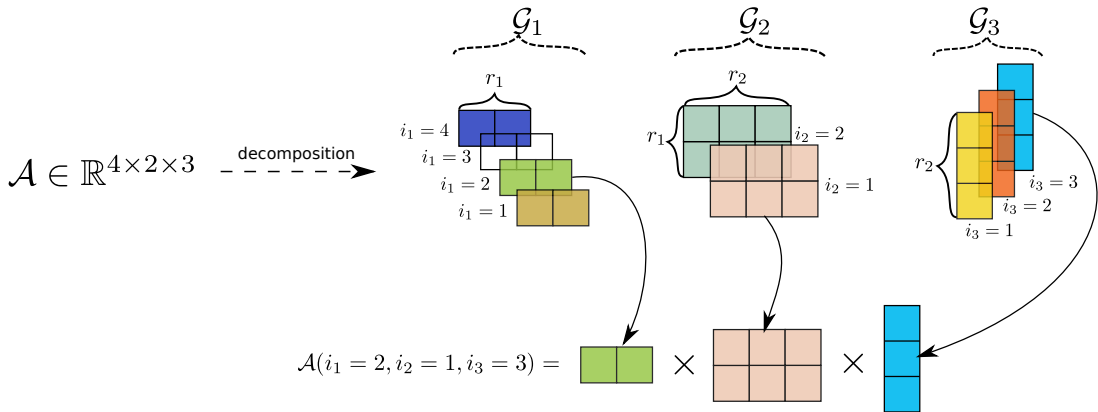 𝒢₁
𝒢₂
𝒢₃
r₁
r₂
i₁ = 4
i₁ = 3
i₁ = 2
i₁ = 1
r₁
i₂ = 2
i₂ = 1
r₂
i₃ = 3
i₃ = 2
i₃ = 1
𝒜 ∈ ℝ^{4×2×3}
decomposition
𝒜(i₁ = 2, i₂ = 1, i₃ = 3) = × ×